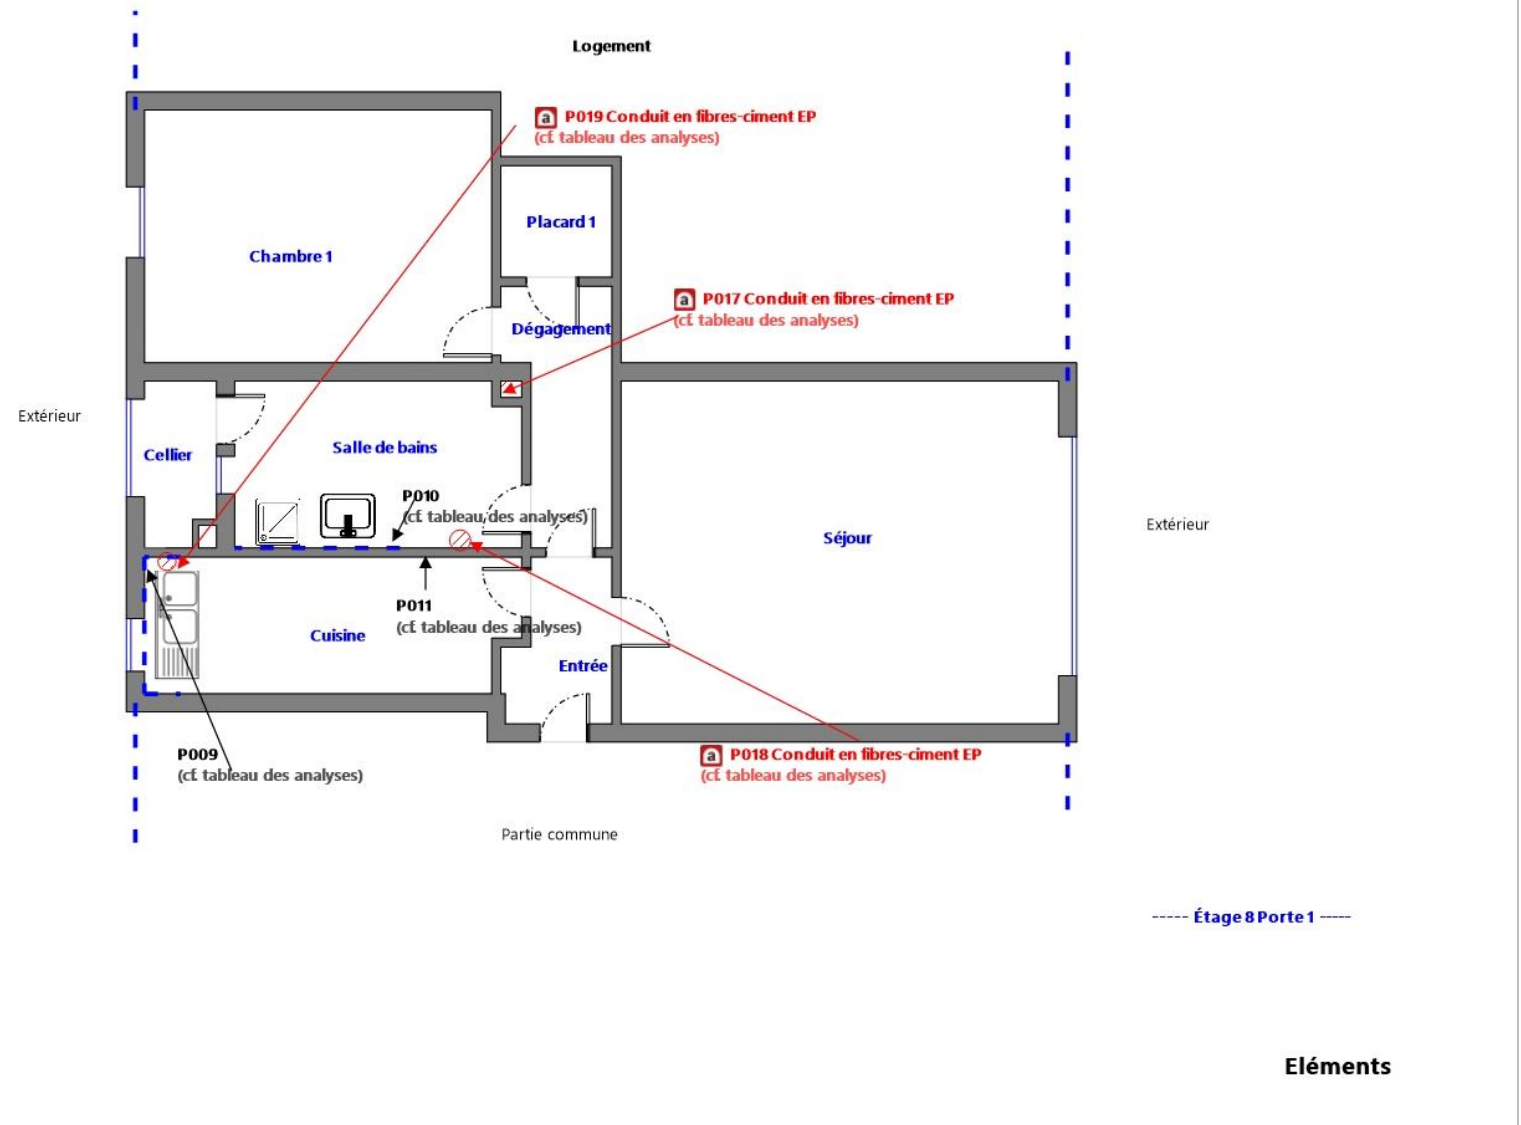 Logement
a P019 Conduit en fibres-ciment EP
(cf. tableau des analyses)
Placard 1
Chambre 1
a P017 Conduit en fibres-ciment EP
(cf. tableau des analyses)
Dégagement
Extérieur
Cellier
Salle de bains
P010
(cf. tableau des analyses)
Extérieur
Séjour
P011
(cf. tableau des analyses)
Cuisine
Entrée
P009
(cf. tableau des analyses)
a P018 Conduit en fibres-ciment EP
(cf. tableau des analyses)
Partie commune
----- Étage 8 Porte 1 -----
Eléments